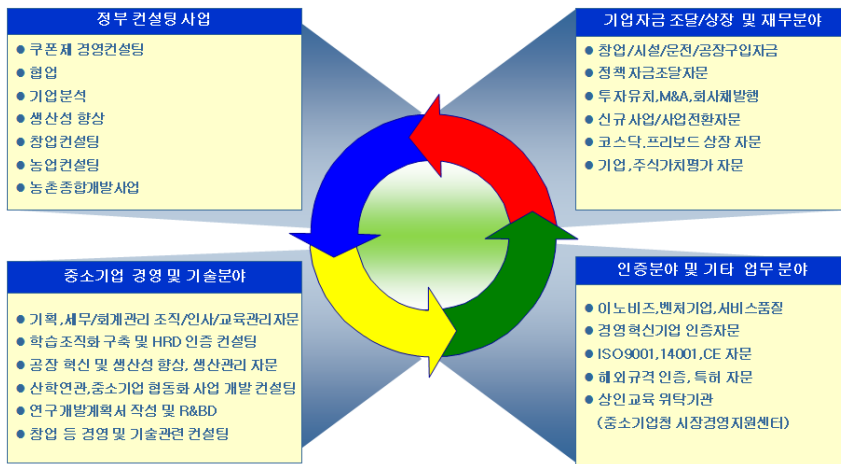 정부 컨설팅 사업
● 쿠폰제 경영컨설팅
● 협업
● 기업분석
● 생산성 향상
● 창업컨설팅
● 농업컨설팅
● 농촌종합개발사업
기업자금 조달/상장 및 재무분야
● 창업/시설/운전/공장구입자금
● 정책자금조달자문
● 투자유치,M&A,회사채발행
● 신규사업/사업전환자문
● 코스닥.프리보드 상장 자문
● 기업,주식가치평가 자문
중소기업 경영 및 기술분야
● 기획,세무/회계관리 조직/인사/교육관리자문
● 학습조직화 구축 및 HRD 인증 컨설팅
● 공장 혁신 및 생산성 향상, 생산관리 자문
● 산학연관,중소기업 협동화 사업 개발 컨설팅
● 연구개발계획서 작성 및 R&BD
● 창업 등 경영 및 기술관련 컨설팅
인증분야 및 기타 업무 분야
● 이노비즈,벤처기업,서비스품질
● 경영혁신기업 인증자문
● ISO9001,14001,CE 자문
● 해외규격 인증, 특허 자문
● 상인교육 위탁기관
(중소기업청 시장경영지원센터)